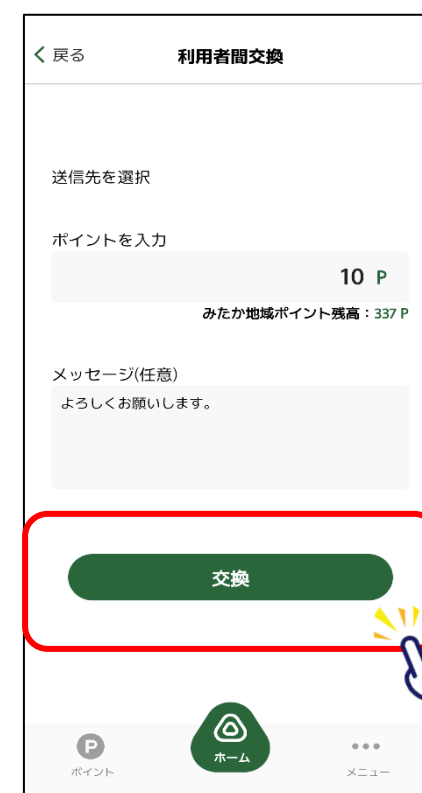 戻る
利用者間交換
送信先を選択
ポイントを入力
10 P
みたか地域ポイント残高：337 P
メッセージ(任意)
よろしくお願いします。
交換
P
ポイント
ホーム
メニュー